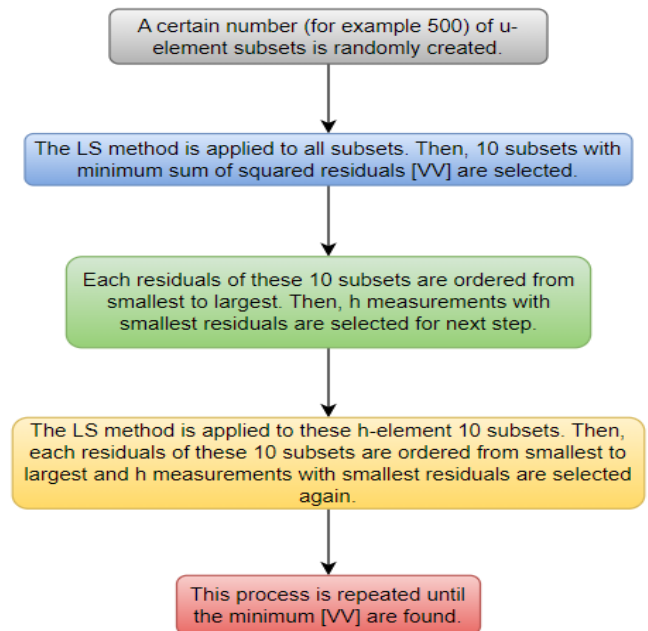 A certain number (for example 500) of u-
element subsets is randomly created.
The LS method is applied to all subsets. Then, 10 subsets with
minimum sum of squared residuals [VV] are selected.
Each residuals of these 10 subsets are ordered from
smallest to largest. Then, h measurements with
smallest residuals are selected for next step.
The LS method is applied to these h-element 10 subsets. Then,
each residuals of these 10 subsets are ordered from smallest to
largest and h measurements with smallest residuals are selected
again.
This process is repeated until
the minimum [VV] are found.